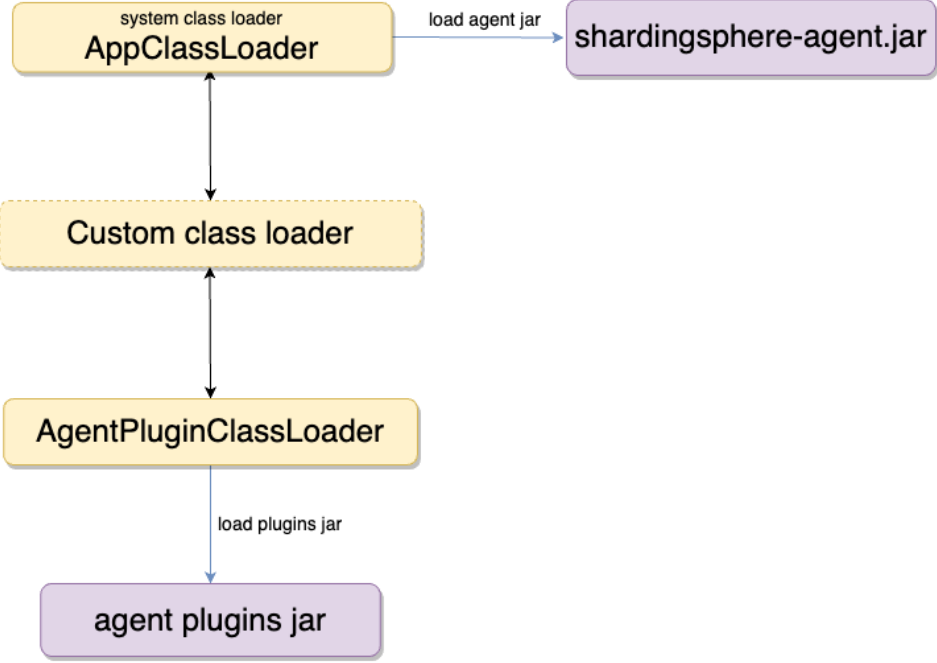 system class loader
AppClassLoader
load agent jar
shardingsphere-agent.jar
Custom class loader
AgentPluginClassLoader
load plugins jar
agent plugins jar